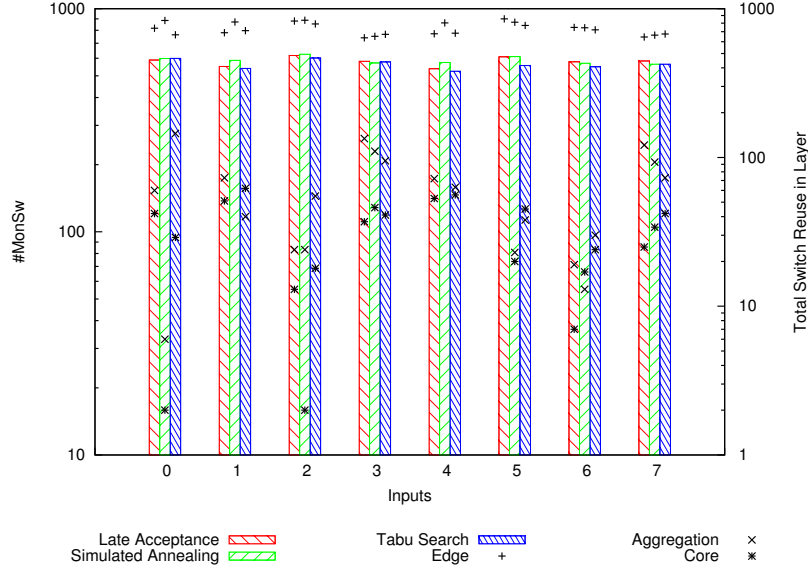 1000
1000
#MonSw
100
100
Total Switch Reuse in Layer
10
10
1
0 1 2 3 4 5 6 7
Inputs
Late Acceptance
Tabu Search
Aggregation
Simulated Annealing
Edge
Core